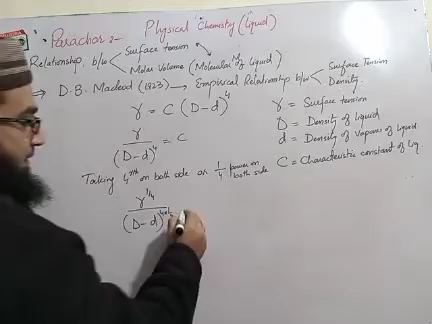 Physical Chemistry (Liquid)
Parachor :-
Relationship b/w < Surface tension
Molar Volume (Molecular of liquid)
⇒ D.B. Macleod (1923) → Empirical Relationship b/w < Surface Tension
Density.
γ = C (D-d)^4
γ = Surface tension
D = Density of liquid
γ / (D-d)^4 = C
d = Density of vapours of liquid
C = Characteristic constant of liq.
Taking 4th on both side or 1/4 power on both side
γ^1/4
(D-d)